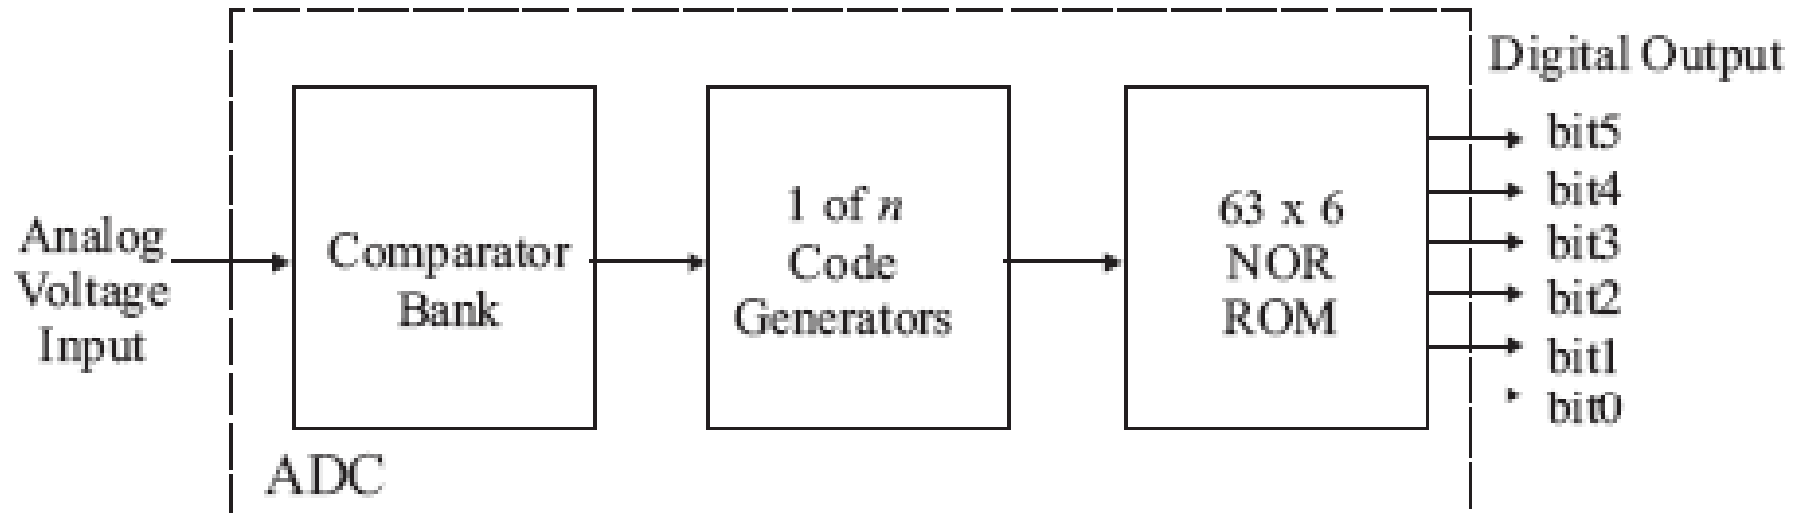 Digital Output
Analog
Voltage
Input
Comparator
Bank
1 of n
Code
Generators
63 x 6
NOR
ROM
bit5
bit4
bit3
bit2
bit1
bit0
ADC